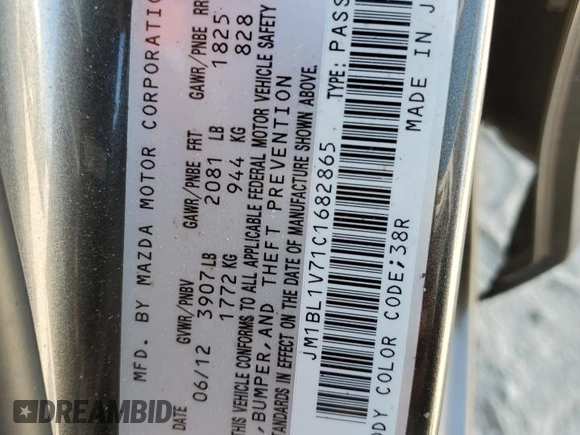 MFD. BY MAZDA MOTOR CORPORATION
GVWR/PNBV GAWR/PNBE FRT GAWR/PNBE RR
DATE
06/12 3907 LB 2081 LB 1825
1772 KG 944 KG 828
THIS VEHICLE CONFORMS TO ALL APPLICABLE FEDERAL MOTOR VEHICLE SAFETY
, BUMPER, AND THEFT PREVENTION
STANDARDS IN EFFECT ON THE DATE OF MANUFACTURE SHOWN ABOVE.
JM1BL1V71C1682865 TYPE: PASS
COLOR CODE;38R MADE IN J
DREAMBID